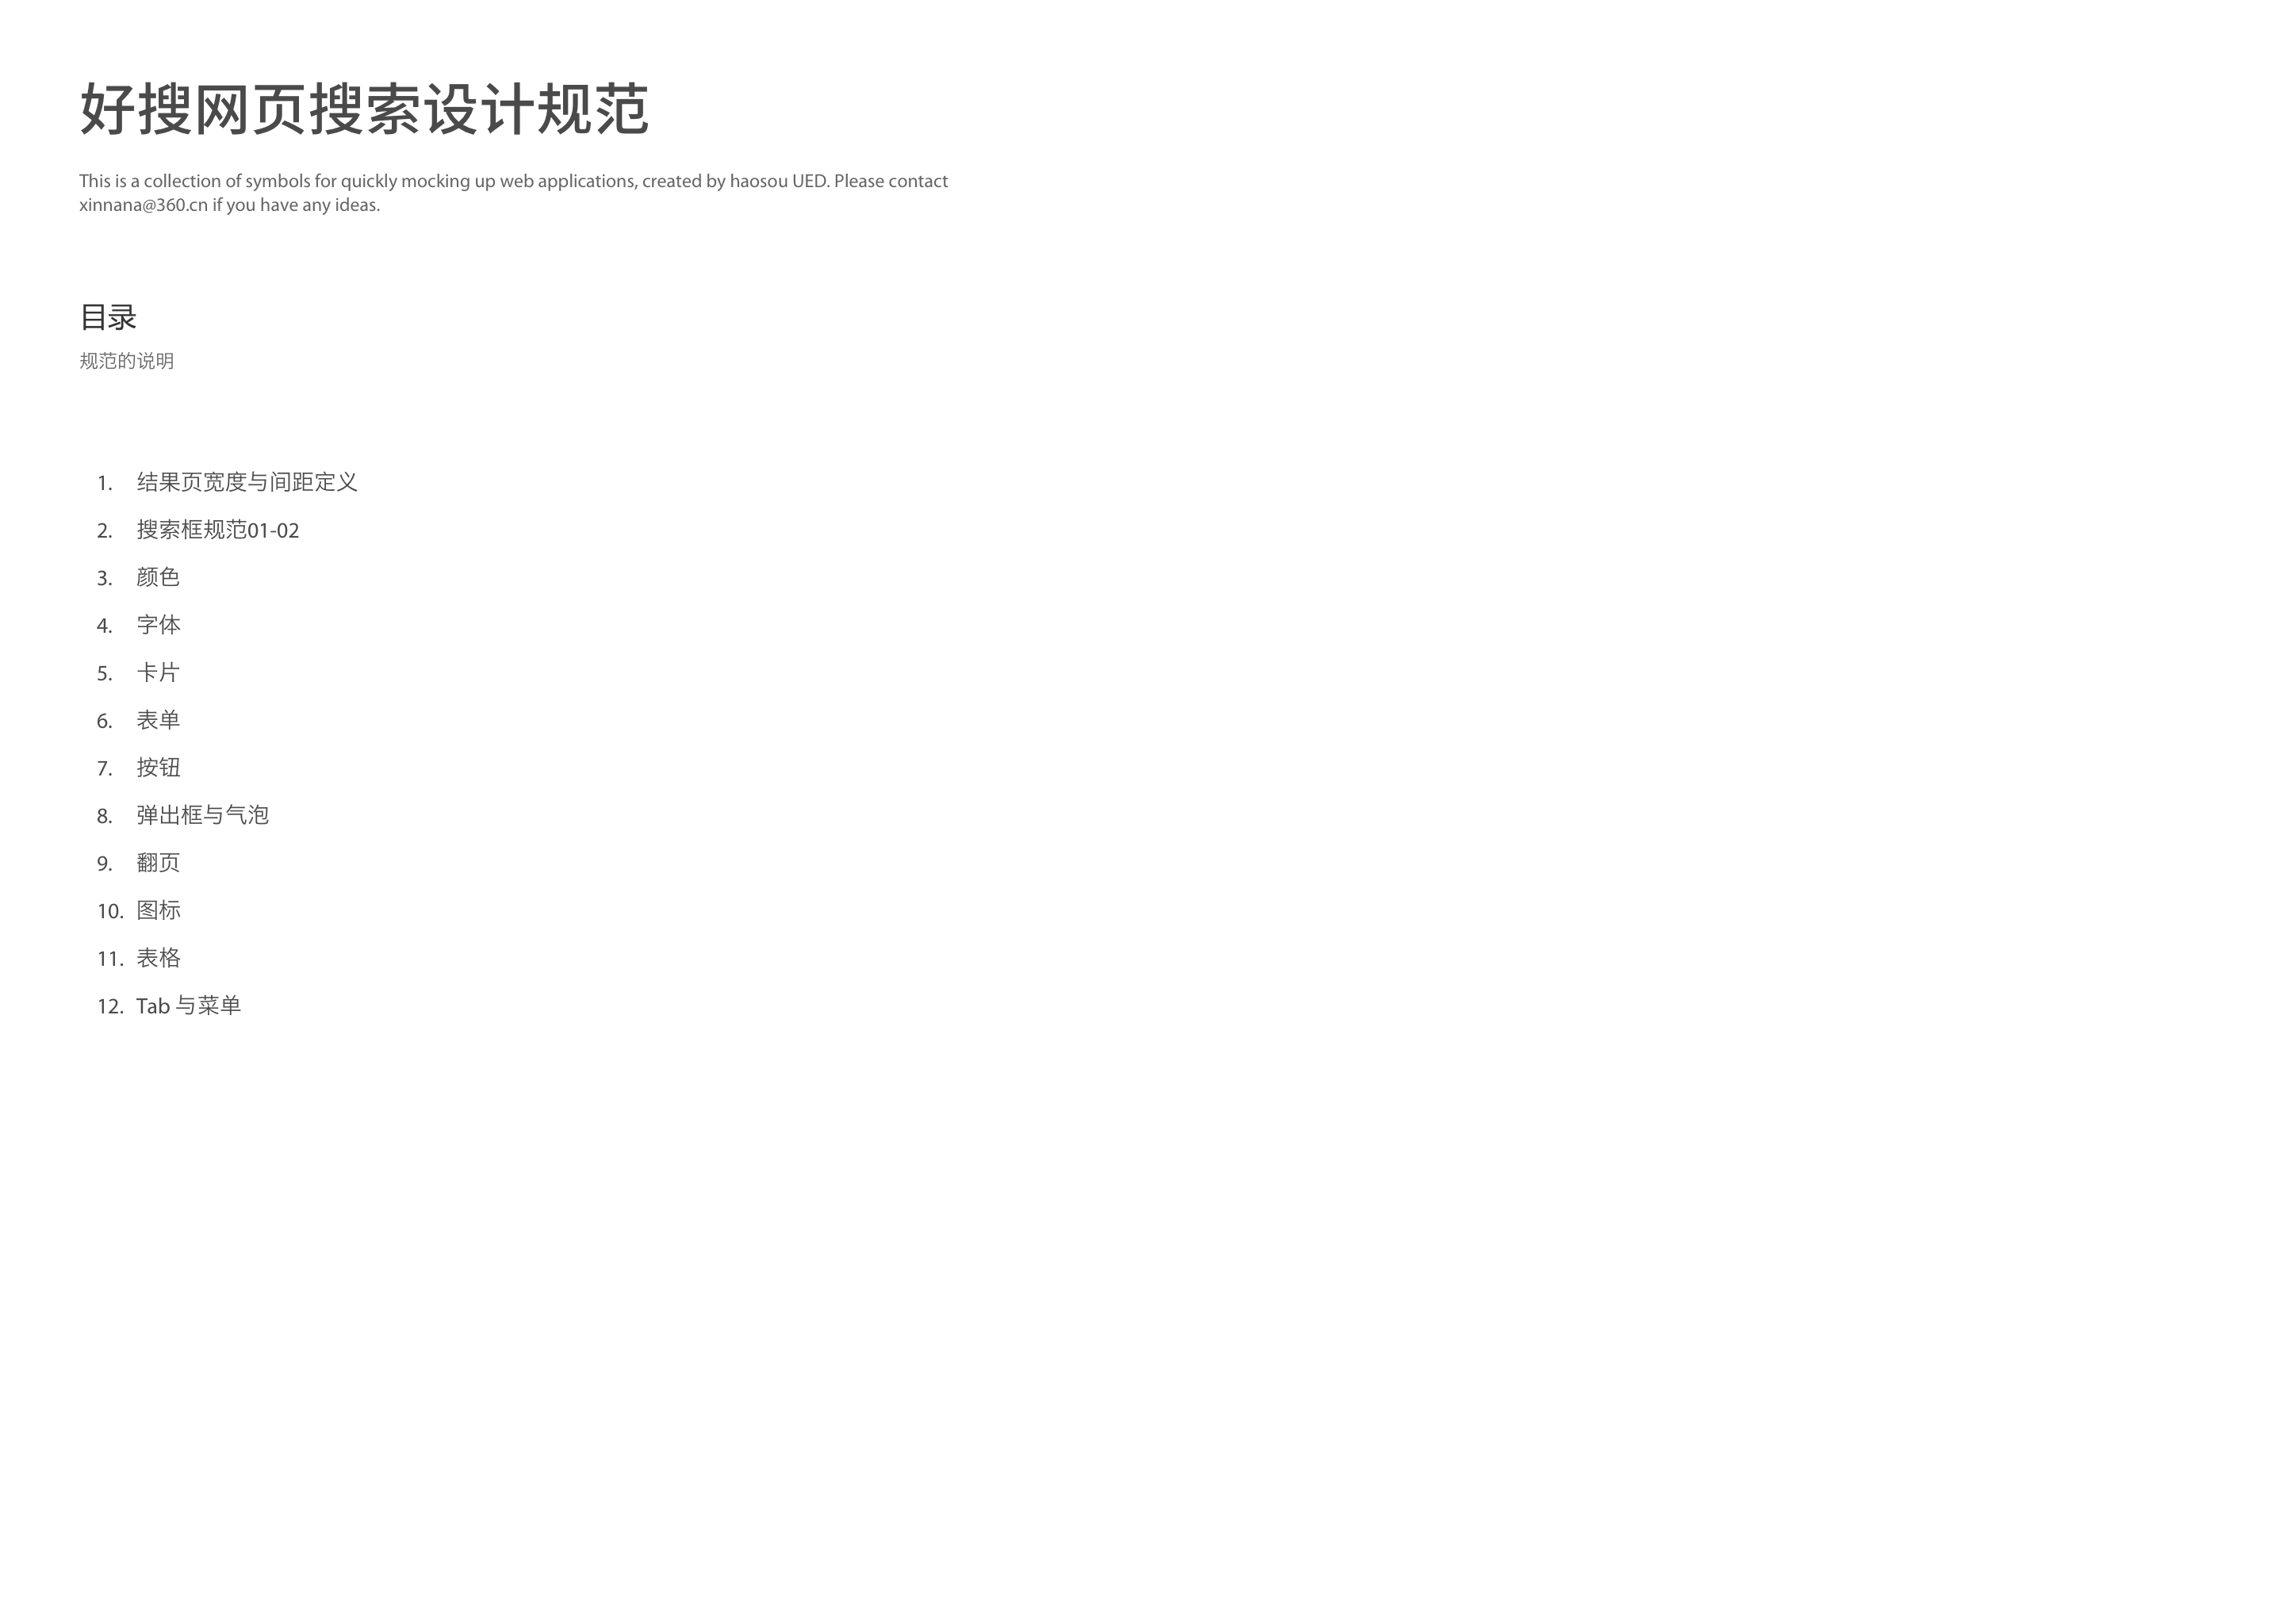 好搜网页搜索设计规范
This is a collection of symbols for quickly mocking up web applications, created by haosou UED. Please contact
xinnana@360.cn if you have any ideas.
目录
规范的说明
1. 结果页宽度与间距定义
2. 搜索框规范01-02
3. 颜色
4. 字体
5. 卡片
6. 表单
7. 按钮
8. 弹出框与气泡
9. 翻页
10. 图标
11. 表格
12. Tab 与菜单